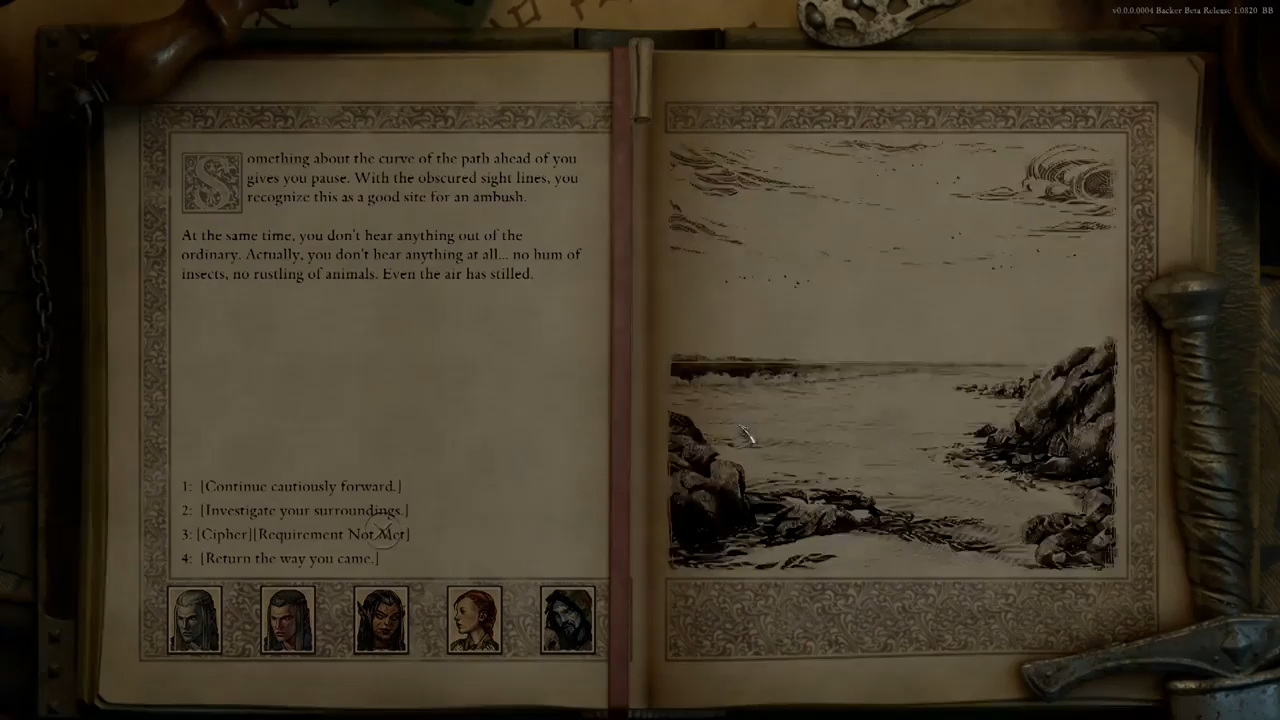 v0.0.0.0004 Backer Beta Release 1.0820 BB
Something about the curve of the path ahead of you
gives you pause. With the obscured sight lines, you
recognize this as a good site for an ambush.
At the same time, you don't hear anything out of the
ordinary. Actually, you don't hear anything at all... no hum of
insects, no rustling of animals. Even the air has stilled.
1: [Continue cautiously forward.]
2: [Investigate your surroundings.]
3: [Cipher][Requirement Not Met]
4: [Return the way you came.]